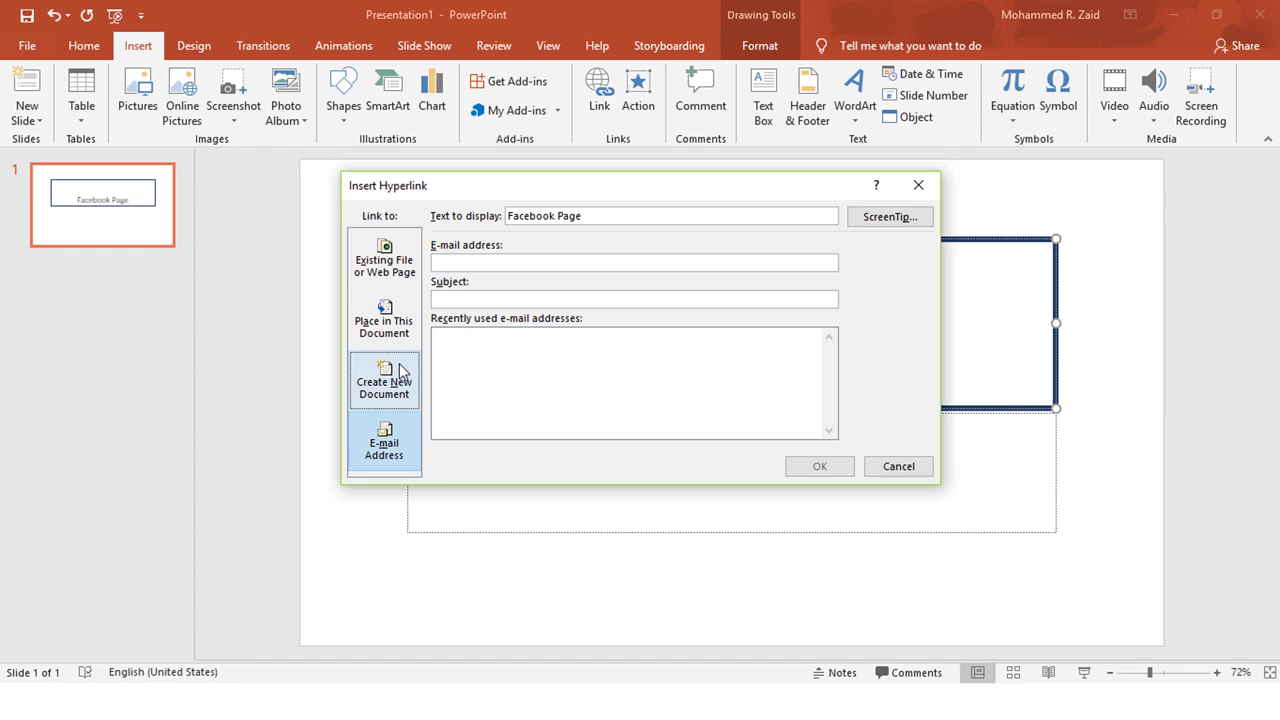 Presentation1 - PowerPoint
Drawing Tools
Mohammed R. Zaid
File Home Insert Design Transitions Animations Slide Show Review View Help Storyboarding Format Tell me what you want to do Share
New Slide
Table
Pictures
Online Pictures
Screenshot
Photo Album
Shapes
SmartArt
Chart
Get Add-ins
My Add-ins
Link
Action
Comment
Text Box
Header & Footer
WordArt
Date & Time
Slide Number
Object
Equation
Symbol
Video
Audio
Screen Recording
Slides Tables Images Illustrations Add-ins Links Comments Text Symbols Media
1
Facebook Page
Insert Hyperlink
?
Link to:
Text to display: Facebook Page
ScreenTip...
Existing File or Web Page
Place in This Document
Create New Document
E-mail Address
E-mail address:
Subject:
Recently used e-mail addresses:
OK
Cancel
Slide 1 of 1
English (United States)
Notes
Comments
72%